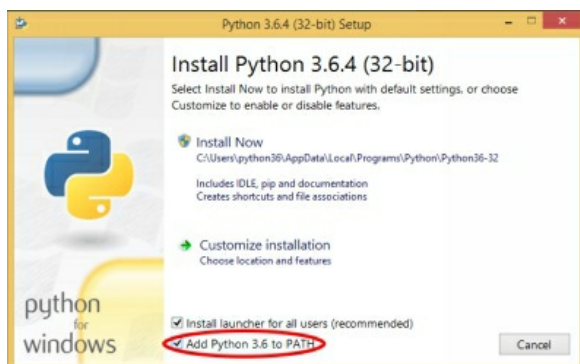 Python 3.6.4 (32-bit) Setup
Install Python 3.6.4 (32-bit)
Select Install Now to install Python with default settings, or choose
Customize to enable or disable features.
Install Now
C:\Users\python36\AppData\Local\Programs\Python\Python36-32
Includes IDLE, pip and documentation
Creates shortcuts and file associations
Customize installation
Choose location and features
python
for
windows
Install launcher for all users (recommended)
Add Python 3.6 to PATH
Cancel